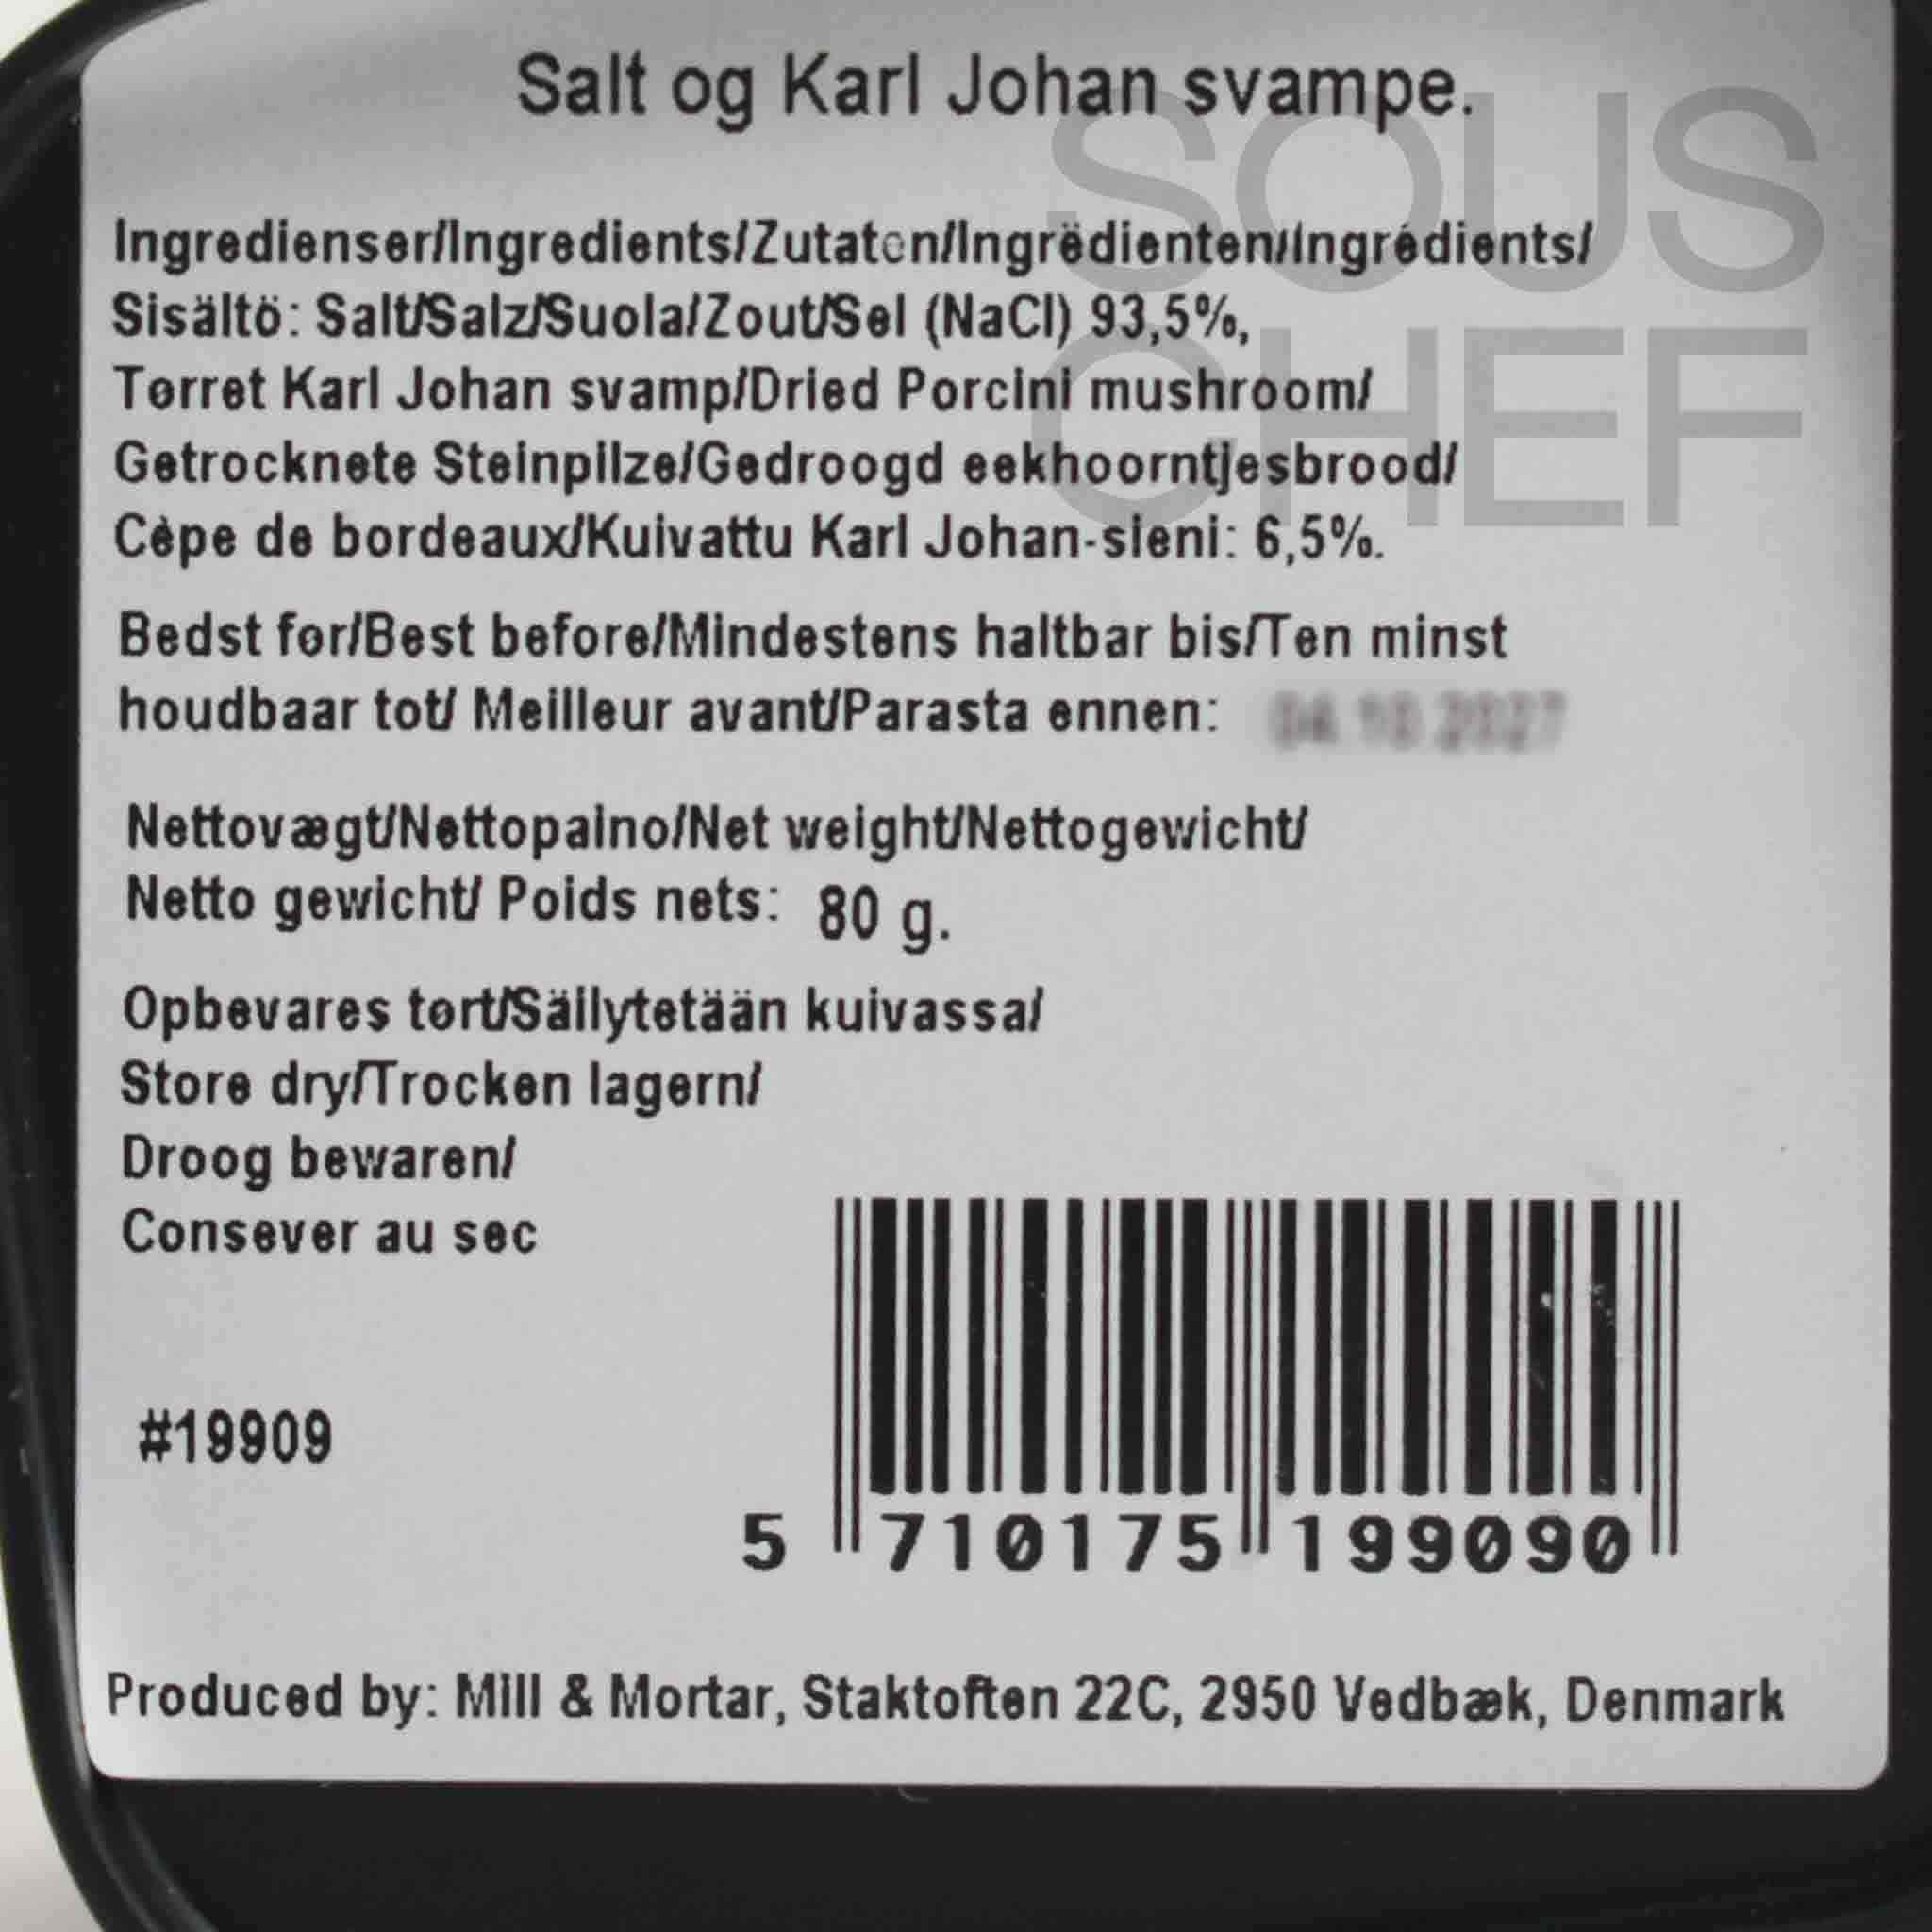 Salt og Karl Johan svampe.
SOUS
CHEF
Ingredienser/Ingredients/Zutaten/Ingrëdienten/Ingrédients/
Sisältö: Salt/Salz/Suola/Zout/Sel (NaCl) 93,5%,
Tørret Karl Johan svamp/Dried Porcini mushroom/
Getrocknete Steinpilze/Gedroogd eekhoorntjesbrood/
Cèpe de bordeaux/Kuivattu Karl Johan-sieni: 6,5%.
Bedst før/Best before/Mindestens haltbar bis/Ten minst
houdbaar tot/ Meilleur avant/Parasta ennen:
Nettovægt/Nettopaino/Net weight/Nettogewicht/
Netto gewicht/ Poids nets: 80 g.
Opbevares tørt/Säilytetään kuivassa/
Store dry/Trocken lagern/
Droog bewaren/
Consever au sec
#19909
5 710175 199090
Produced by: Mill & Mortar, Staktoften 22C, 2950 Vedbæk, Denmark